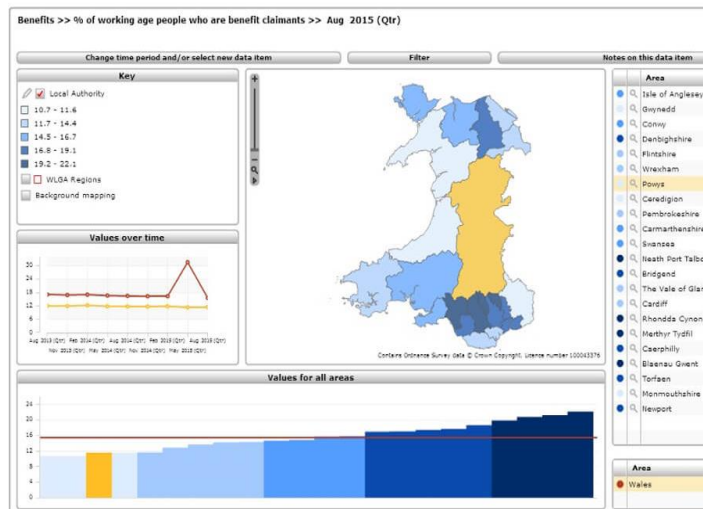 Benefits >> % of working age people who are benefit claimants >> Aug 2015 (Qtr)
Change time period and/or select new data item
Filter
Notes on this data item
Key
Local Authority
10.7 - 11.6
11.7 - 14.4
14.5 - 16.7
16.8 - 19.1
19.2 - 22.1
WLGA Regions
Background mapping
Contains Ordnance Survey data © Crown Copyright. License number 100043376
Area
Isle of Anglesey
Gwynedd
Conwy
Denbighshire
Flintshire
Wrexham
Powys
Ceredigion
Pembrokeshire
Carmarthenshire
Swansea
Neath Port Talbo
Bridgend
The Vale of Glar
Cardiff
Rhondda Cynon
Merthyr Tydfil
Caerphilly
Blaenau Gwent
Torfaen
Monmouthshire
Newport
Values over time
30
24
18
12
6
0
Aug 2013 (Qtr) Feb 2014 (Qtr) Aug 2014 (Qtr) Feb 2015 (Qtr) Aug 2015 (Qtr)
Nov 2013 (Qtr) May 2014 (Qtr) Nov 2014 (Qtr) May 2015 (Qtr)
Values for all areas
24
20
16
12
8
4
0
Area
Wales